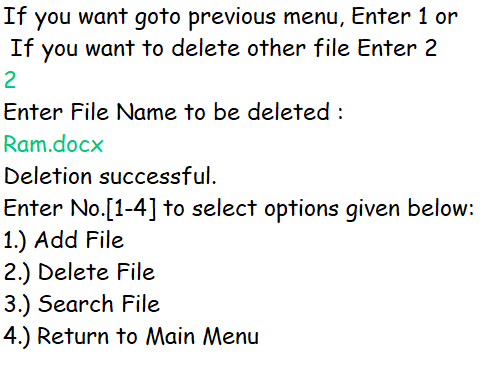 If you want goto previous menu, Enter 1 or
If you want to delete other file Enter 2
2
Enter File Name to be deleted :
Ram.docx
Deletion successful.
Enter No.[1-4] to select options given below:
1.) Add File
2.) Delete File
3.) Search File
4.) Return to Main Menu